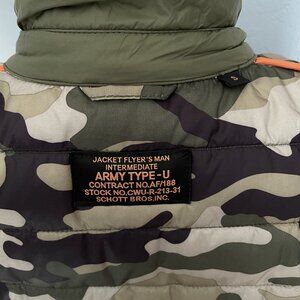 JACKET FLYER'S MAN
INTERMEDIATE
ARMY TYPE-U
CONTRACT NO.AF/188
STOCK NO.CWU-R-213-31
SCHOTT BROS.INC.